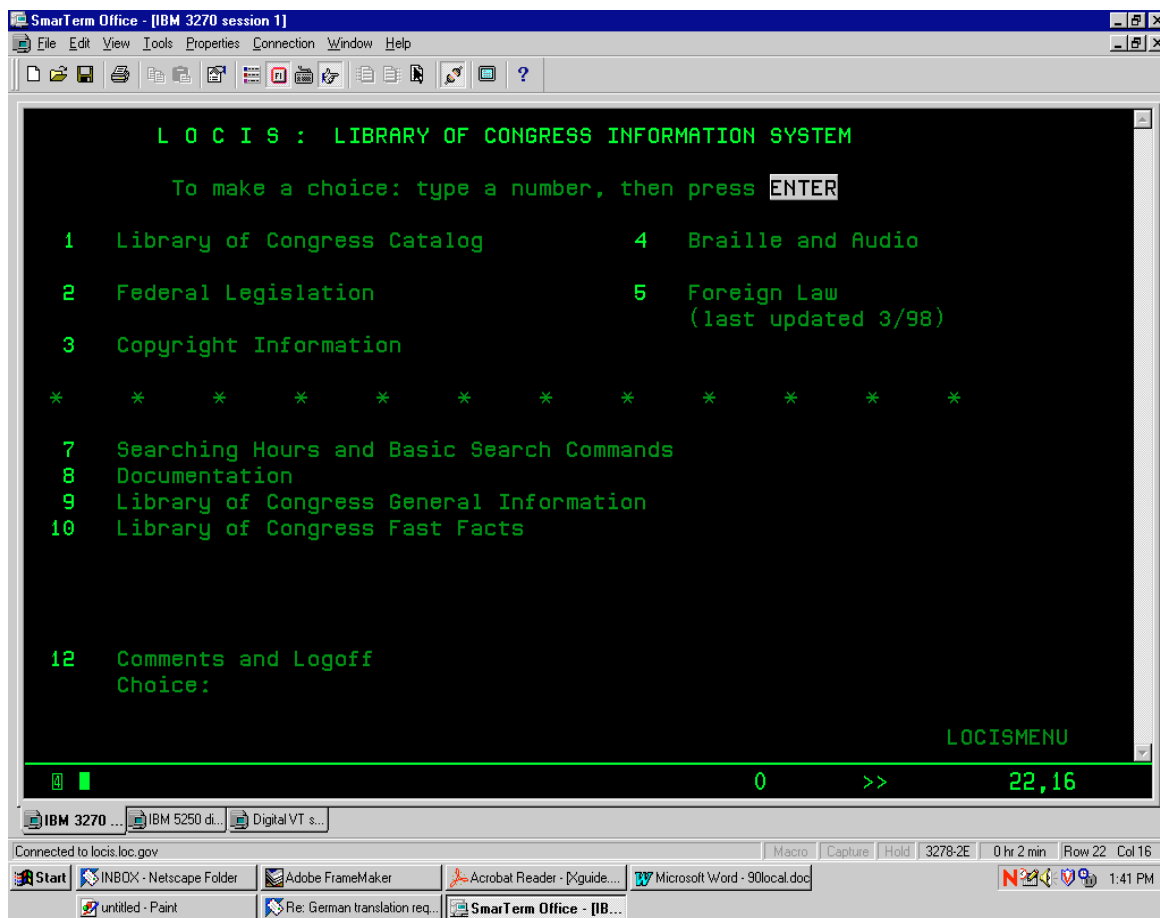 SmarTerm Office - [IBM 3270 session 1]
File Edit View Tools Properties Connection Window Help
L O C I S : LIBRARY OF CONGRESS INFORMATION SYSTEM
To make a choice: type a number, then press ENTER
1 Library of Congress Catalog 4 Braille and Audio
2 Federal Legislation 5 Foreign Law
(last updated 3/98)
3 Copyright Information
* * * * * * * * * * * *
7 Searching Hours and Basic Search Commands
8 Documentation
9 Library of Congress General Information
10 Library of Congress Fast Facts
12 Comments and Logoff
Choice:
LOCISMENU
4 0 >> 22,16
IBM 3270 ... IBM 5250 di... Digital VT s...
Connected to locis.loc.gov Macro Capture Hold 3278-2E 0 hr 2 min Row 22 Col 16
Start INBOX - Netscape Folder Adobe FrameMaker Acrobat Reader - [Xguide.... Microsoft Word - 90local.doc 1:41 PM
untitled - Paint Re: German translation req... SmarTerm Office - [IB...